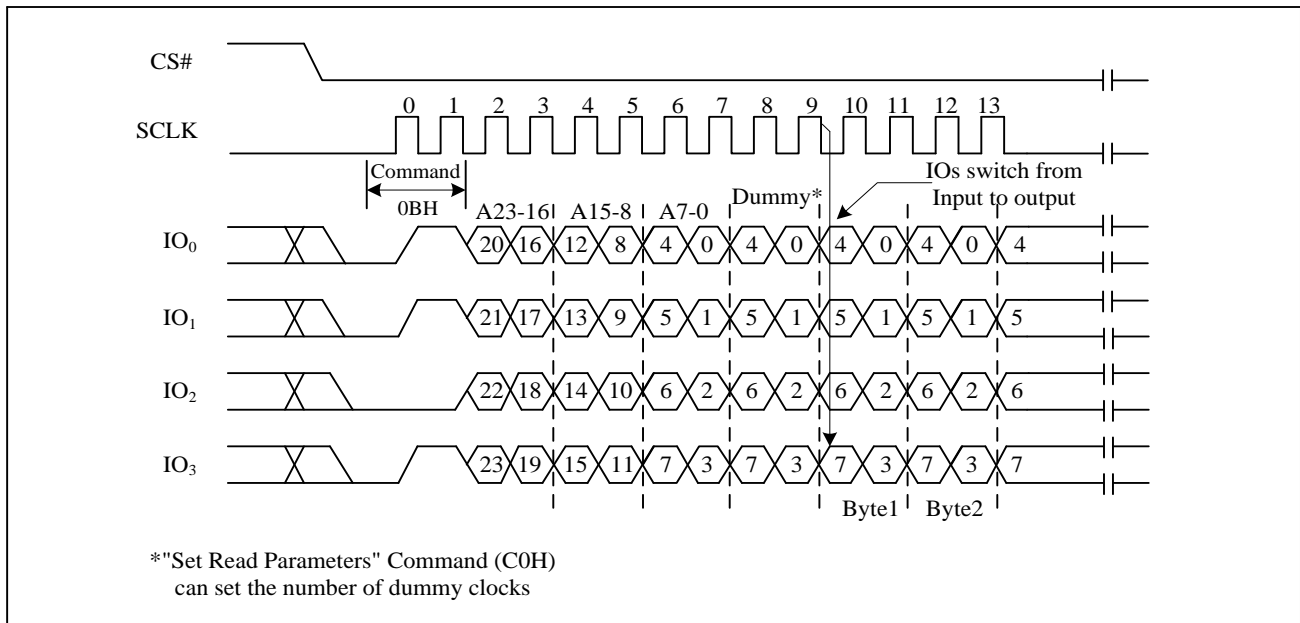 CS#
0 1 2 3 4 5 6 7 8 9 10 11 12 13
SCLK
Command
0BH
IOs switch from
Input to output
Dummy*
A23-16 A15-8 A7-0
IO0 20 16 12 8 4 0 4 0 4 0 4 0 4
IO1 21 17 13 9 5 1 5 1 5 1 5 1 5
IO2 22 18 14 10 6 2 6 2 6 2 6 2 6
IO3 23 19 15 11 7 3 7 3 7 3 7 3 7
Byte1 Byte2
*"Set Read Parameters" Command (C0H)
can set the number of dummy clocks